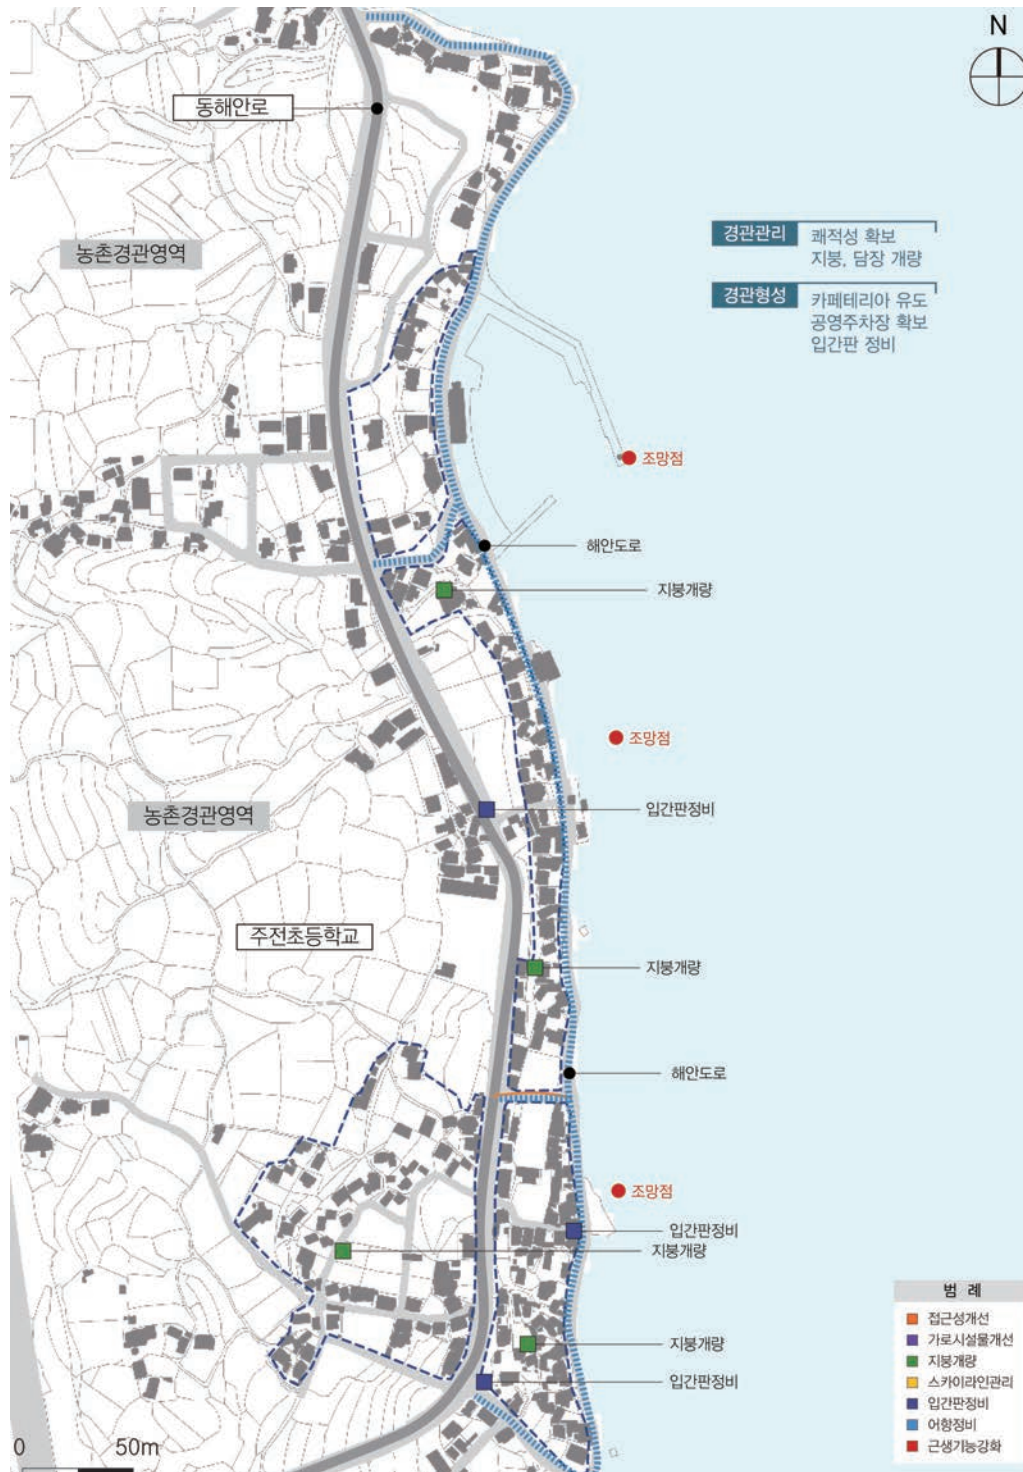 N
동해안로
농촌경관영역
경관관리
쾌적성 확보
지붕, 담장 개량
경관형성
카페테리아 유도
공영주차장 확보
입간판 정비
조망점
해안도로
지붕개량
조망점
입간판정비
농촌경관영역
주전초등학교
지붕개량
해안도로
조망점
입간판정비
지붕개량
지붕개량
입간판정비
범 례
접근성개선
가로시설물개선
지붕개량
스카이라인관리
입간판정비
어항정비
근생기능강화
0 50m